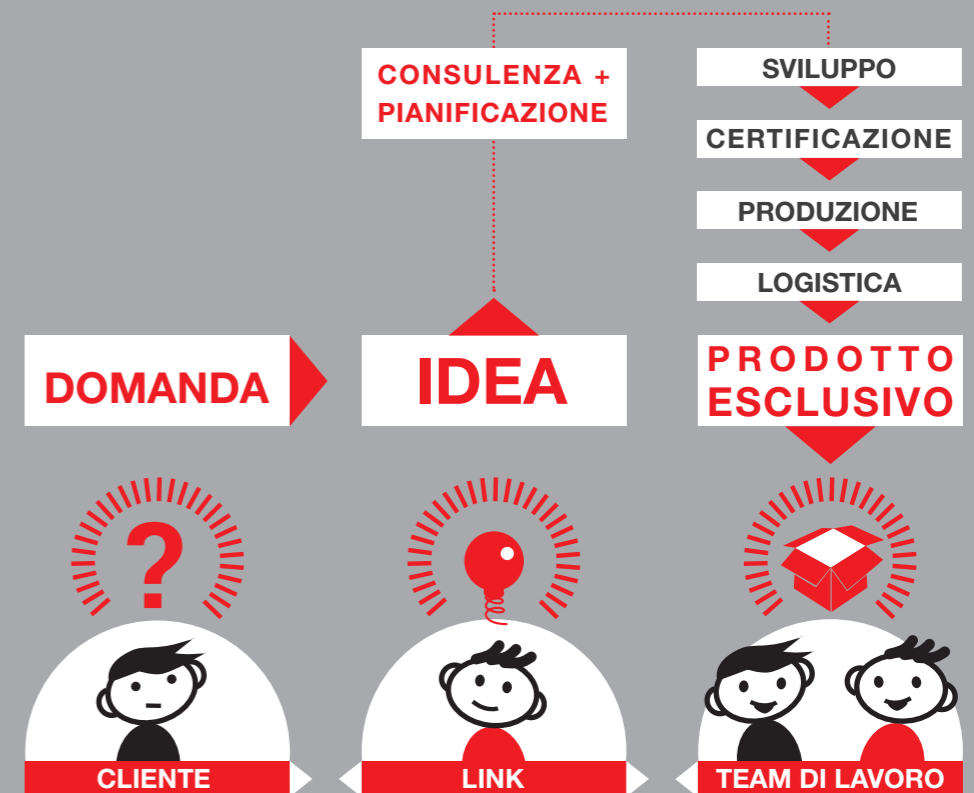 CONSULENZA +
PIANIFICAZIONE
SVILUPPO
CERTIFICAZIONE
PRODUZIONE
LOGISTICA
DOMANDA
IDEA
PRODOTTO
ESCLUSIVO
?
CLIENTE
LINK
TEAM DI LAVORO